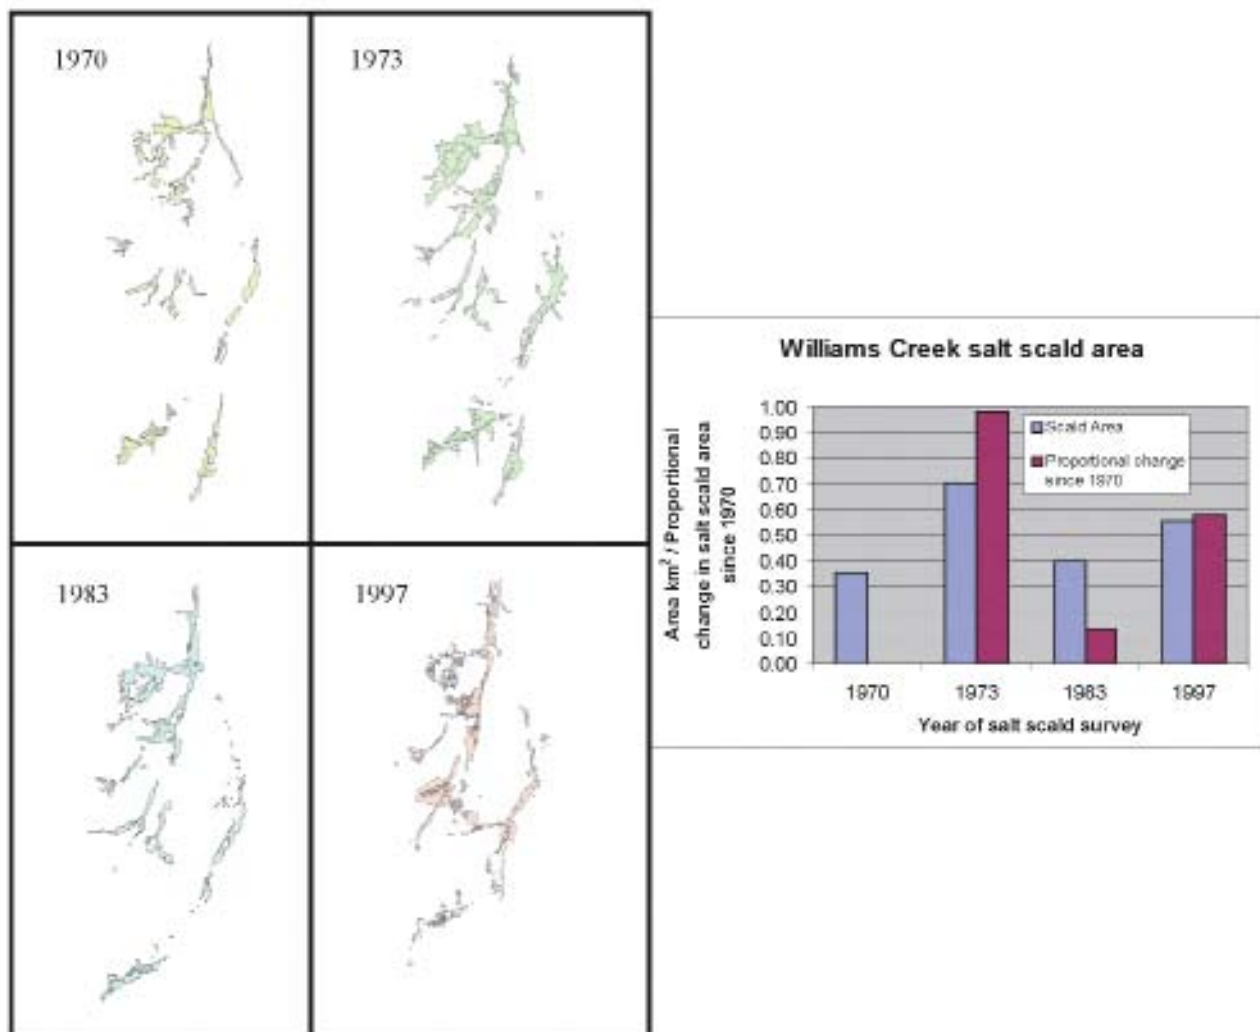 1970
1973
1983
1997
Williams Creek salt scald area
Area km² / Proportional
change in salt scald area
since 1970
1.00
0.90
0.80
0.70
0.60
0.50
0.40
0.30
0.20
0.10
0.00
Scald Area
Proportional change
since 1970
1970
1973
1983
1997
Year of salt scald survey